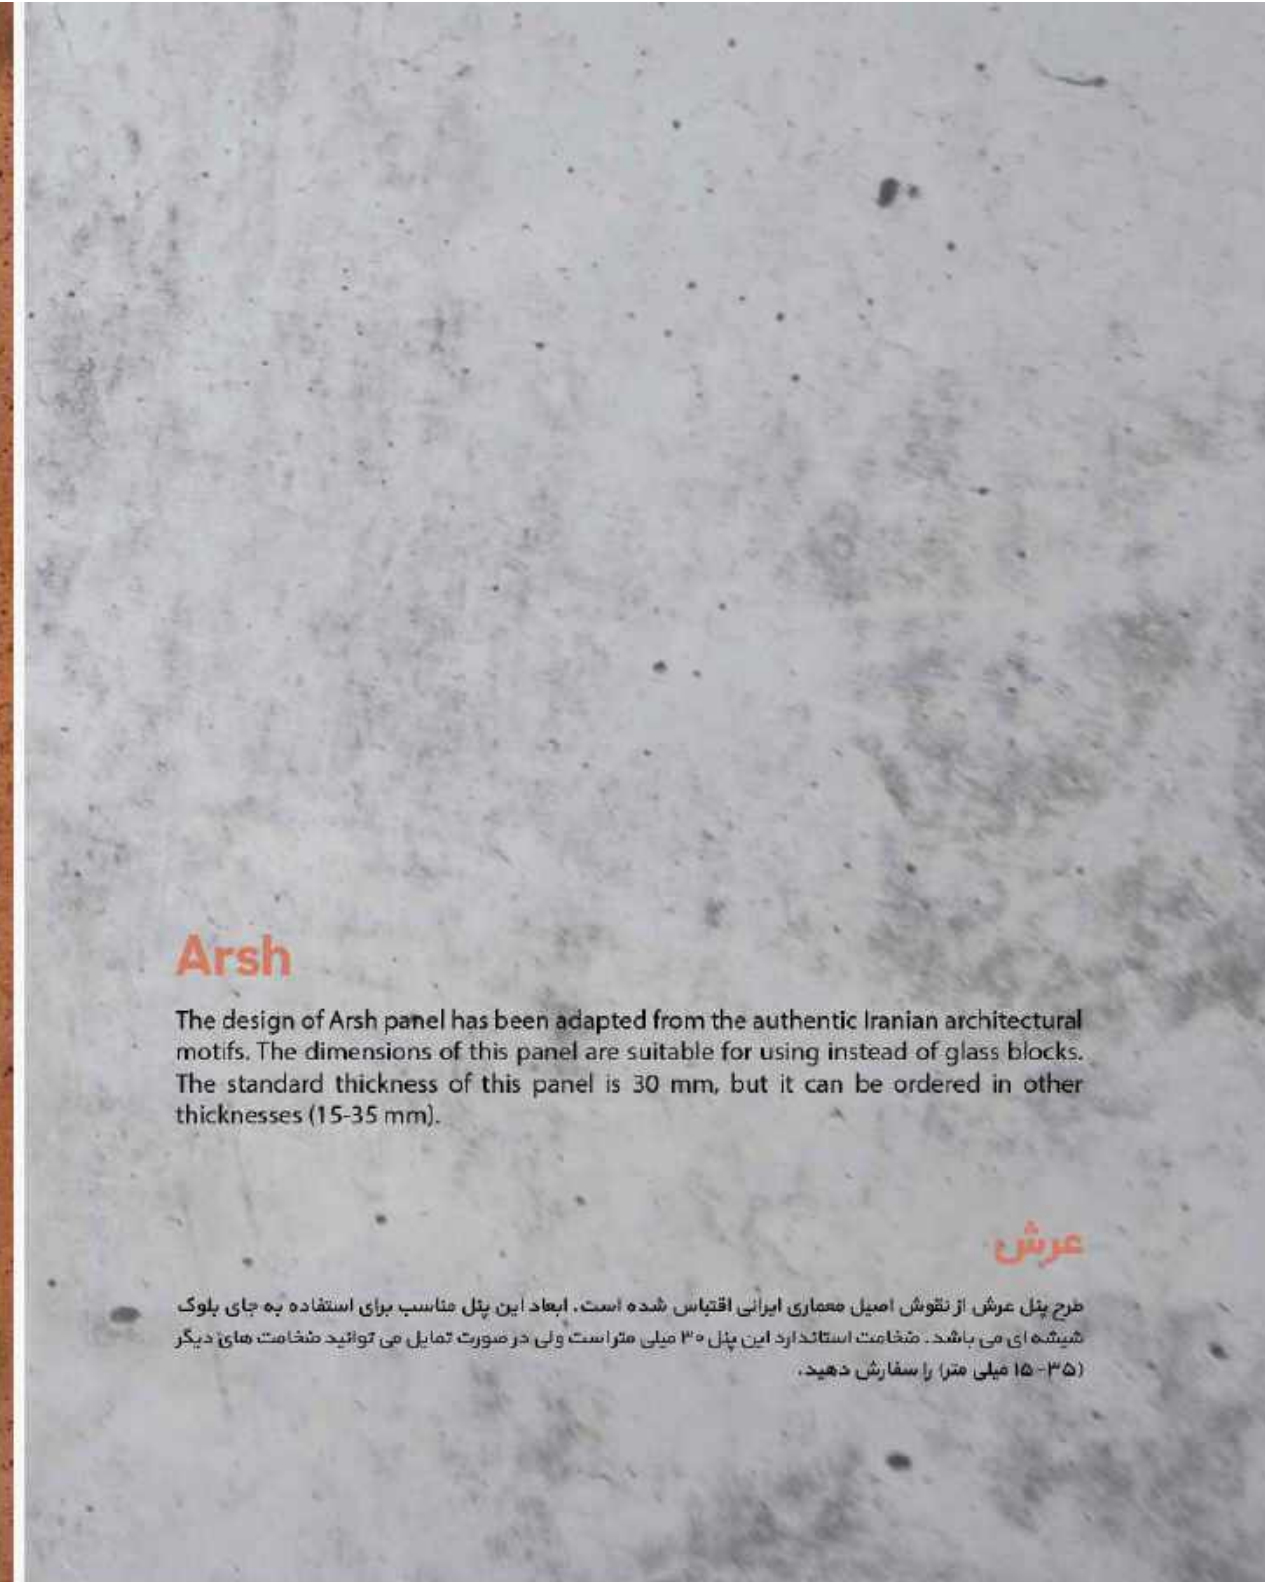 Arsh
The design of Arsh panel has been adapted from the authentic Iranian architectural
motifs. The dimensions of this panel are suitable for using instead of glass blocks.
The standard thickness of this panel is 30 mm, but it can be ordered in other
thicknesses (15-35 mm).
عرش
طرح پنل عرش از نقوش اصیل معماری ایرانی اقتباس شده است. ابعاد این پنل مناسب برای استفاده به جای بلوک
شیشه ای می باشد. ضخامت استاندارد این پنل ۳۰ میلی متر است ولی در صورت تمایل می توانید ضخامت های دیگر
(۳۵-۱۵ میلی متر) را سفارش دهید.